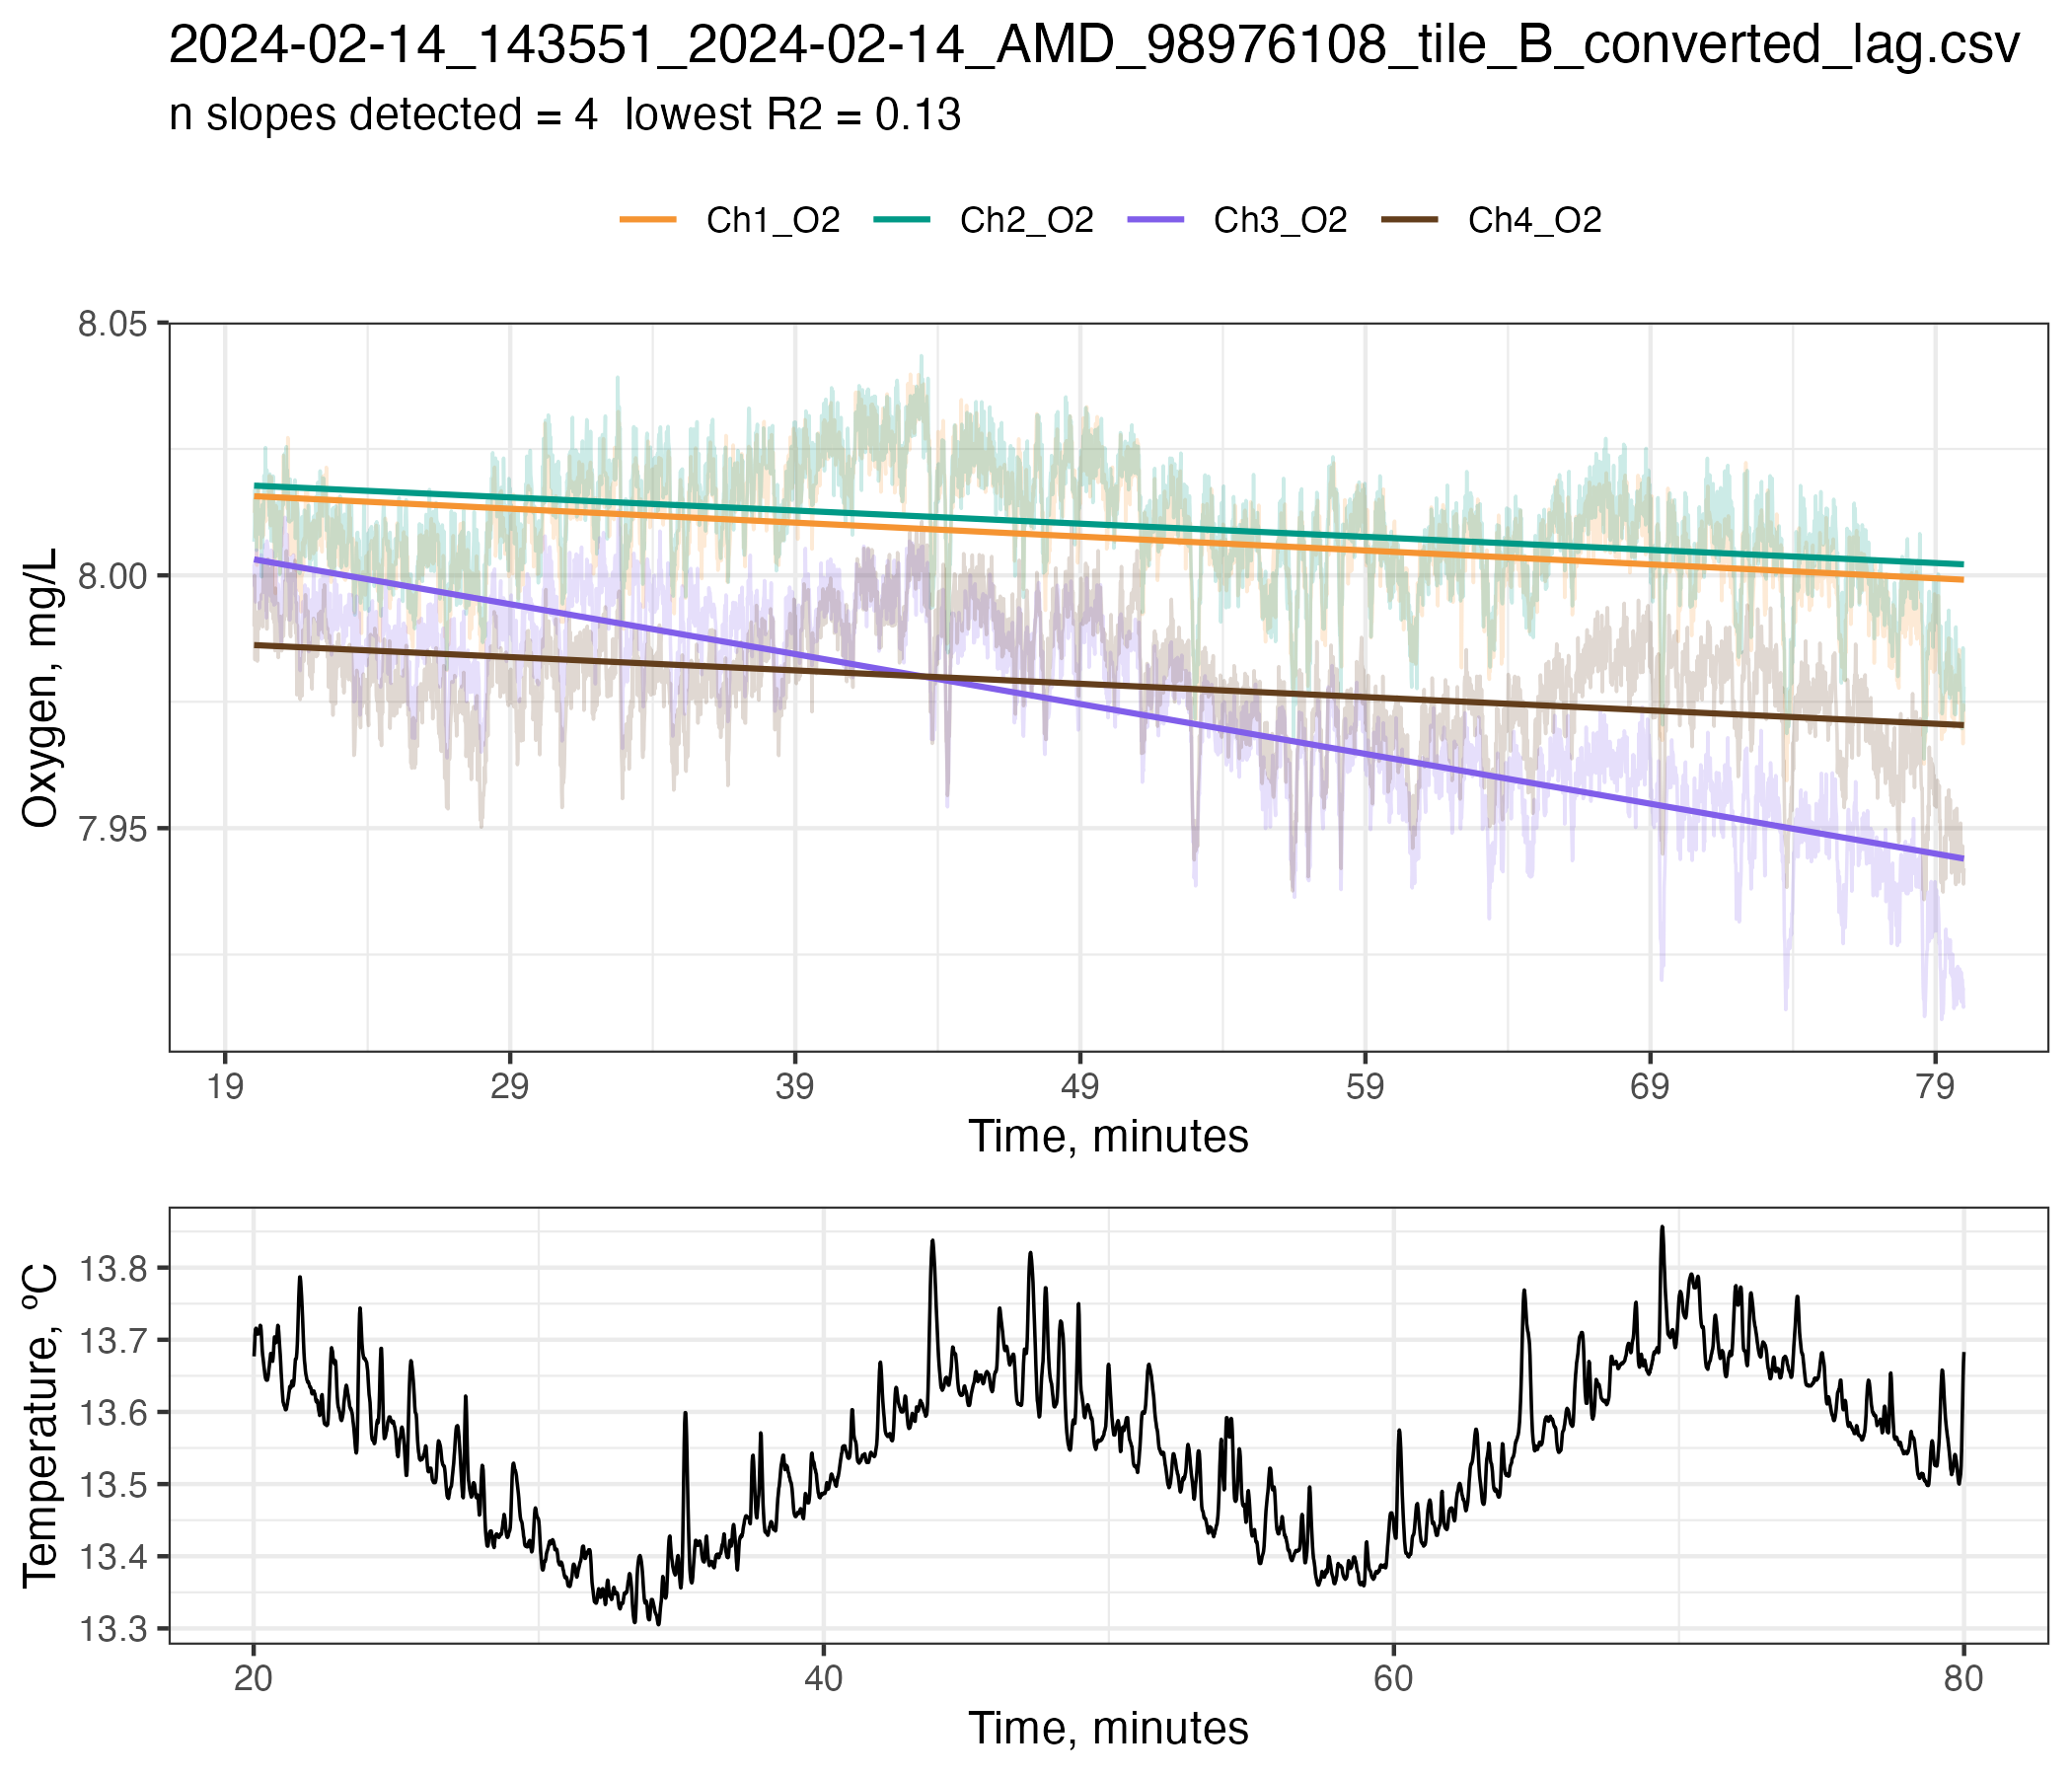 2024-02-14_143551_2024-02-14_AMD_98976108_tile_B_converted_lag.csv
n slopes detected = 4  lowest R2 = 0.13
Ch1_O2 Ch2_O2 Ch3_O2 Ch4_O2
8.05
8.00
7.95
Oxygen, mg/L
19 29 39 49 59 69 79
Time, minutes
13.8
13.7
13.6
13.5
13.4
13.3
Temperature, ºC
20 40 60 80
Time, minutes